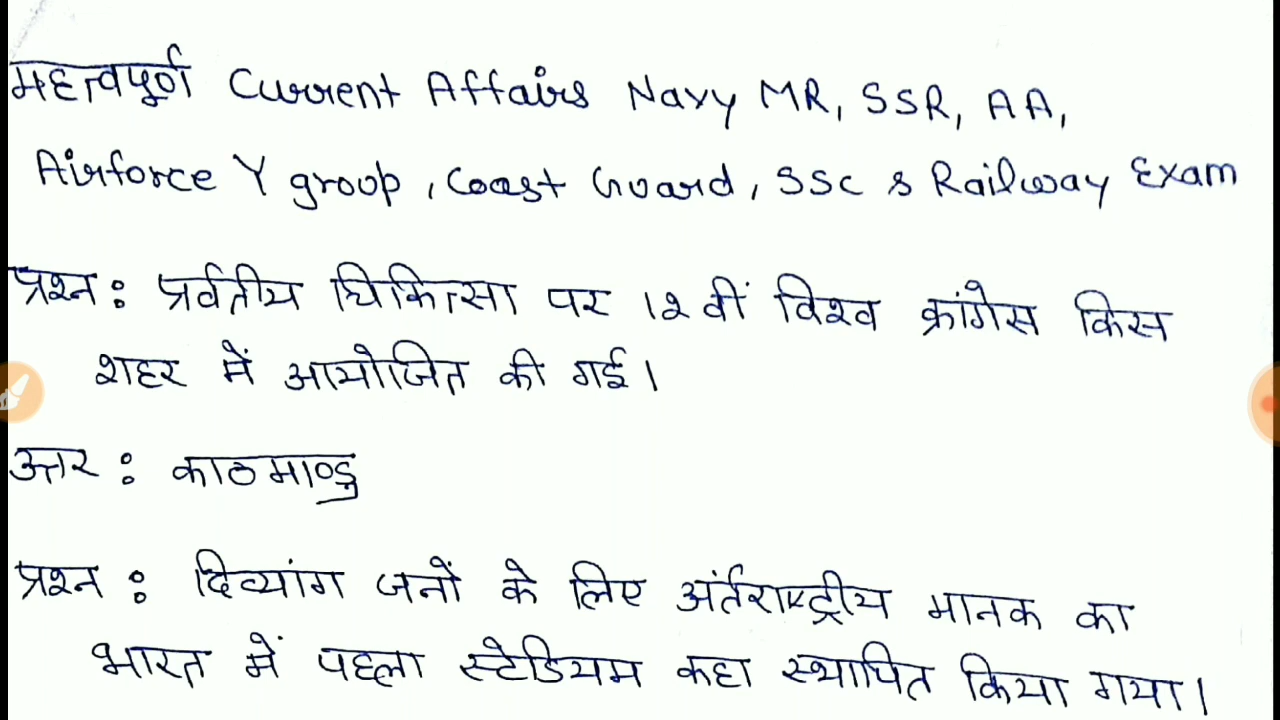 महत्वपूर्ण Current Affairs Navy MR, SSR, AA,
Airforce Y group, Coast Guard, SSC & Railway Exam
प्रश्न : प्रर्वतीय चिकित्सा पर 12 वीं विश्व क्रांगेस किस
शहर में आयोजित की गई।
उत्तर : काठमाण्डु
प्रश्न : दिव्यांग जनों के लिए अंर्तराष्ट्रीय मानक का
भारत में पहला स्टेडियम कहा स्थापित किया गया।